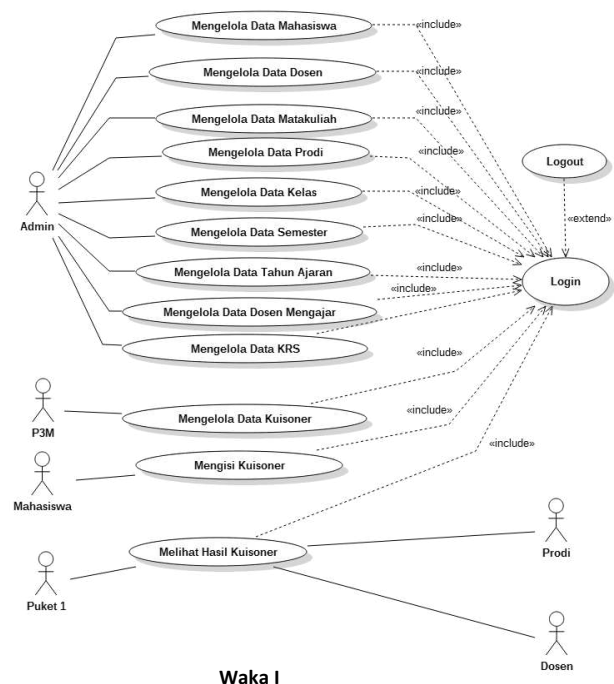 Mengelola Data Mahasiswa
«include»
Mengelola Data Dosen
«include»
Mengelola Data Matakuliah
«include»
Mengelola Data Prodi
«include»
Logout
Mengelola Data Kelas
«include»
Admin
Mengelola Data Semester
«include»
«extend»
Mengelola Data Tahun Ajaran
«include»
Login
Mengelola Data Dosen Mengajar
«include»
Mengelola Data KRS
«include»
P3M
Mengelola Data Kuisoner
«include»
Mahasiswa
Mengisi Kuisoner
«include»
Puket 1
Melihat Hasil Kuisoner
Prodi
Dosen
Waka I